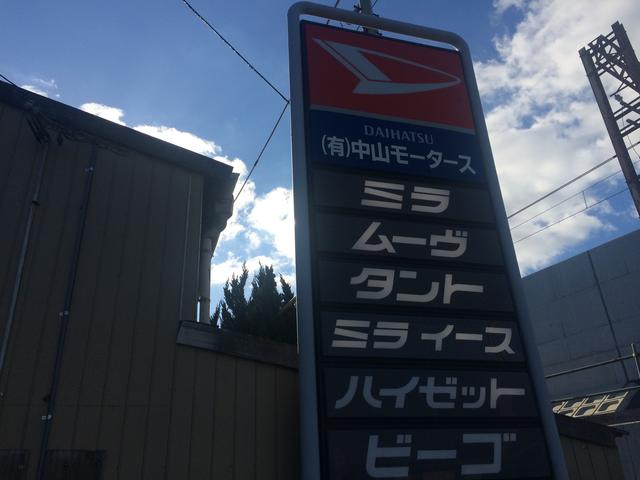 DAIHATSU
(有)中山モータース
ミラ
ムーヴ
タント
ミライース
ハイゼット
ビーゴ